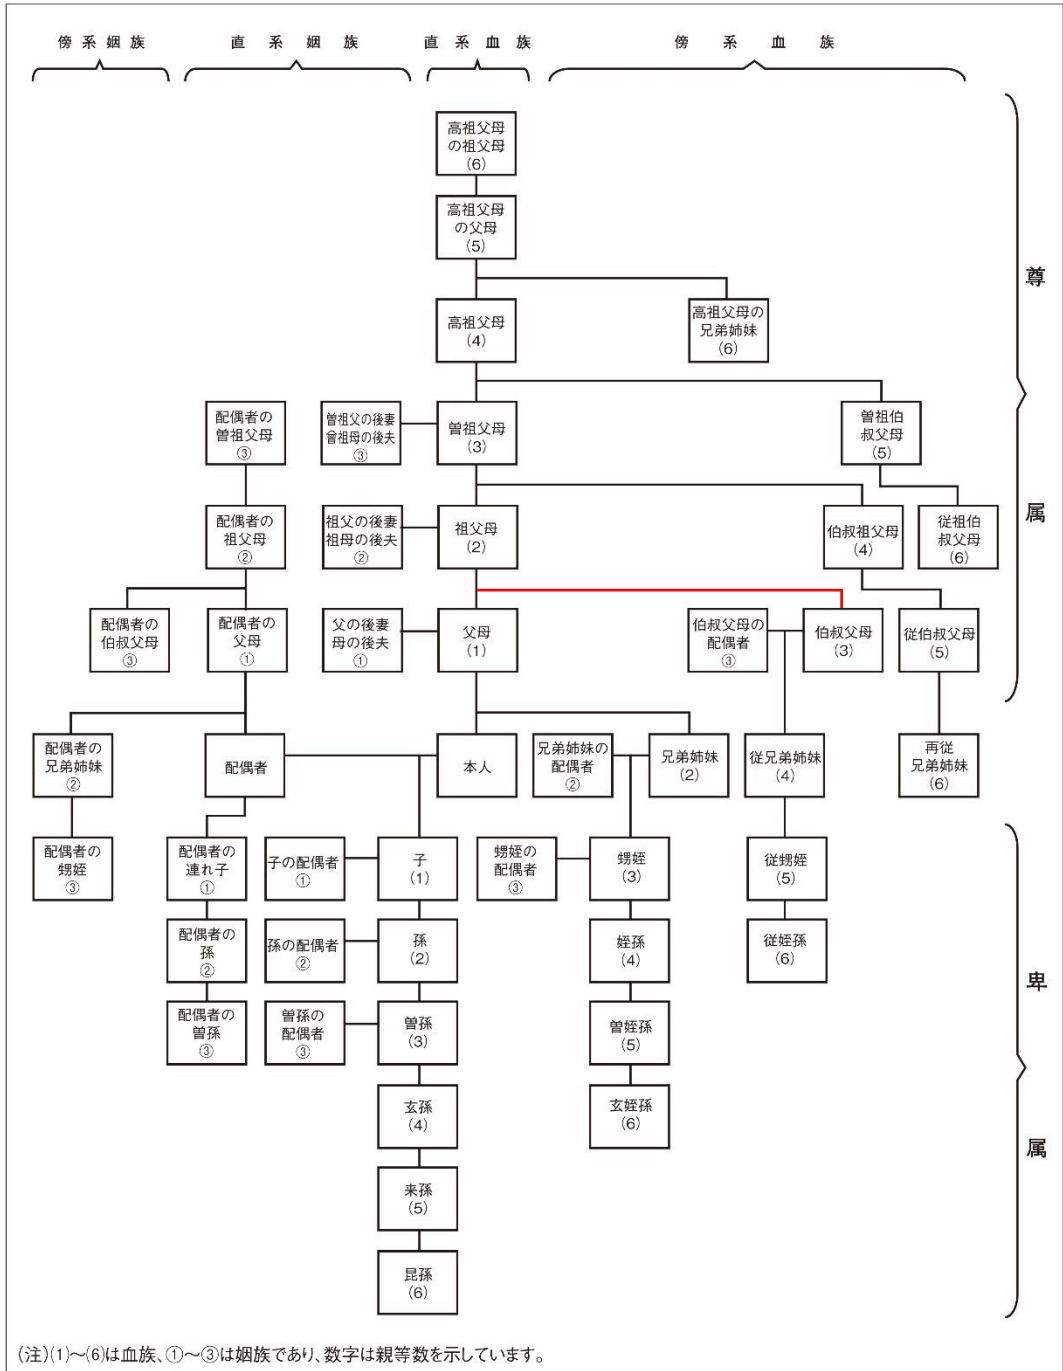 傍系姻族
直系姻族
直系血族
傍系血族
高祖父母
の祖父母
(6)
高祖父母
の父母
(5)
尊
高祖父母
(4)
高祖父母の
兄弟姉妹
(6)
配偶者の
曽祖父母
③
曽祖父の後妻
曾祖母の後夫
③
曽祖父母
(3)
曽祖伯
叔父母
(5)
配偶者の
祖父母
②
祖父の後妻
祖母の後夫
②
祖父母
(2)
伯叔祖父母
(4)
従祖伯
叔父母
(6)
属
配偶者の
伯叔父母
③
配偶者の
父母
①
父の後妻
母の後夫
①
父母
(1)
伯叔父母の
配偶者
③
伯叔父母
(3)
従伯叔父母
(5)
配偶者の
兄弟姉妹
②
配偶者
本人
兄弟姉妹の
配偶者
②
兄弟姉妹
(2)
従兄弟姉妹
(4)
再従
兄弟姉妹
(6)
配偶者の
甥姪
③
配偶者の
連れ子
①
子の配偶者
①
子
(1)
甥姪の
配偶者
③
甥姪
(3)
従甥姪
(5)
配偶者の
孫
②
孫の配偶者
②
孫
(2)
姪孫
(4)
従姪孫
(6)
卑
配偶者の
曽孫
③
曽孫の
配偶者
③
曽孫
(3)
曽姪孫
(5)
玄孫
(4)
玄姪孫
(6)
属
来孫
(5)
昆孫
(6)
(注)(1)～(6)は血族、①～③は姻族であり、数字は親等数を示しています。